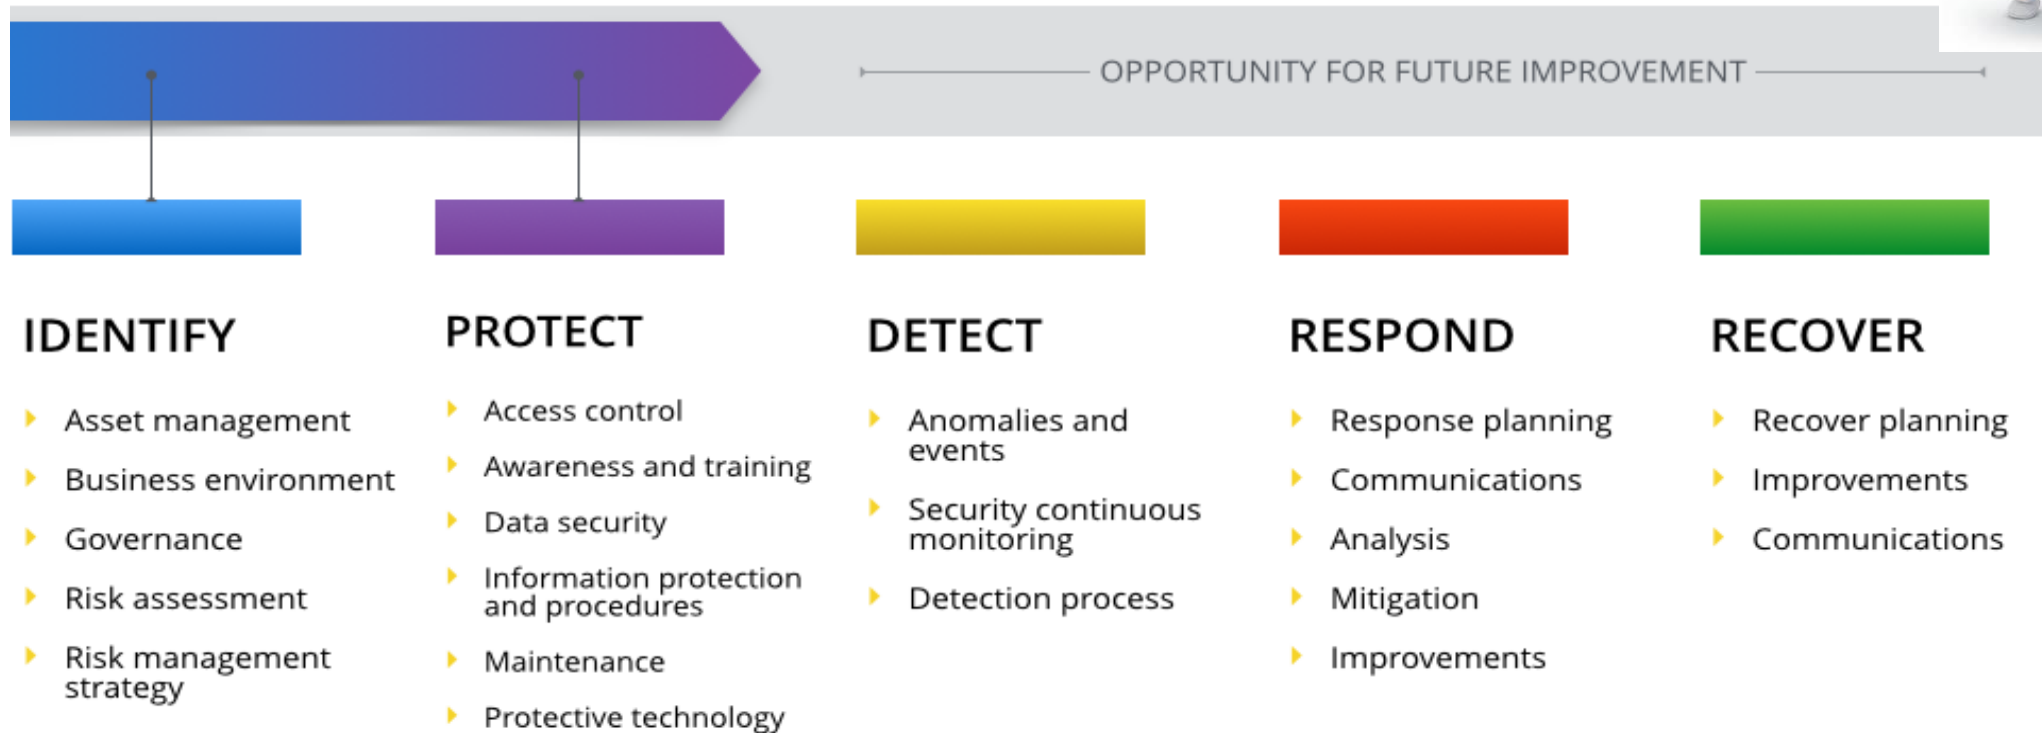 OPPORTUNITY FOR FUTURE IMPROVEMENT
IDENTIFY
Asset management
Business environment
Governance
Risk assessment
Risk management
strategy
PROTECT
Access control
Awareness and training
Data security
Information protection
and procedures
Maintenance
Protective technology
DETECT
Anomalies and
events
Security continuous
monitoring
Detection process
RESPOND
Response planning
Communications
Analysis
Mitigation
Improvements
RECOVER
Recover planning
Improvements
Communications